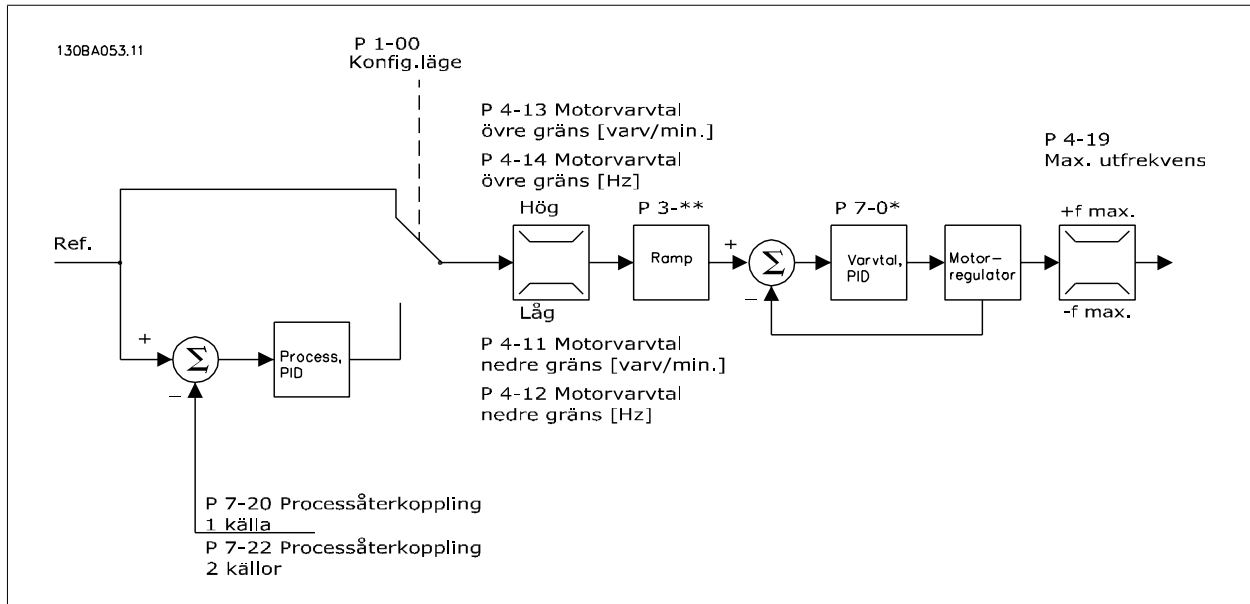 130BA053.11
P 1-00
Konfig.läge
P 4-13 Motorvarvtal
övre gräns [varv/min.]
P 4-14 Motorvarvtal
övre gräns [Hz]
P 4-19
Max. utfrekvens
Hög
P 3-**
P 7-0*
+f max.
Ref.
Ramp
+
Σ
_
Varvtal,
PID
Motor-
regulator
Låg
-f max.
+
Σ
_
Process,
PID
P 4-11 Motorvarvtal
nedre gräns [varv/min.]
P 4-12 Motorvarvtal
nedre gräns [Hz]
P 7-20 Processåterkoppling
1 källa
P 7-22 Processåterkoppling
2 källor